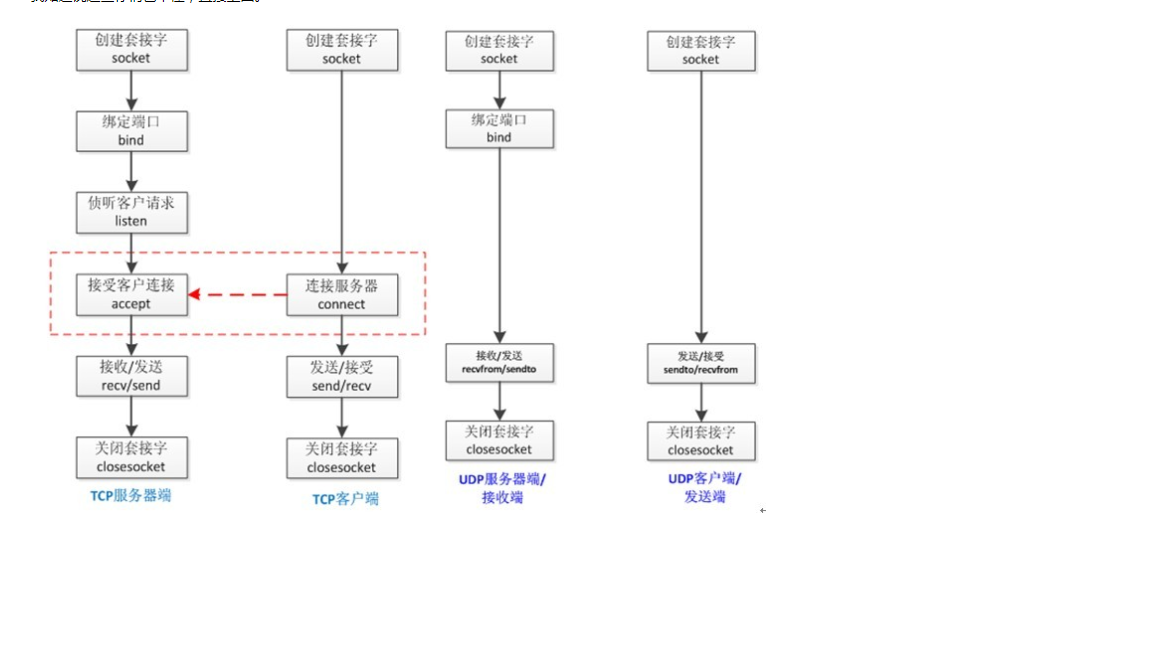 创建套接字
socket
绑定端口
bind
侦听客户请求
listen
接受客户连接
accept
接收/发送
recv/send
关闭套接字
closesocket
TCP服务器端
创建套接字
socket
连接服务器
connect
发送/接受
send/recv
关闭套接字
closesocket
TCP客户端
创建套接字
socket
绑定端口
bind
接收/发送
recvfrom/sendto
关闭套接字
closesocket
UDP服务器端/
接收端
创建套接字
socket
发送/接受
sendto/recvfrom
关闭套接字
closesocket
UDP客户端/
发送端